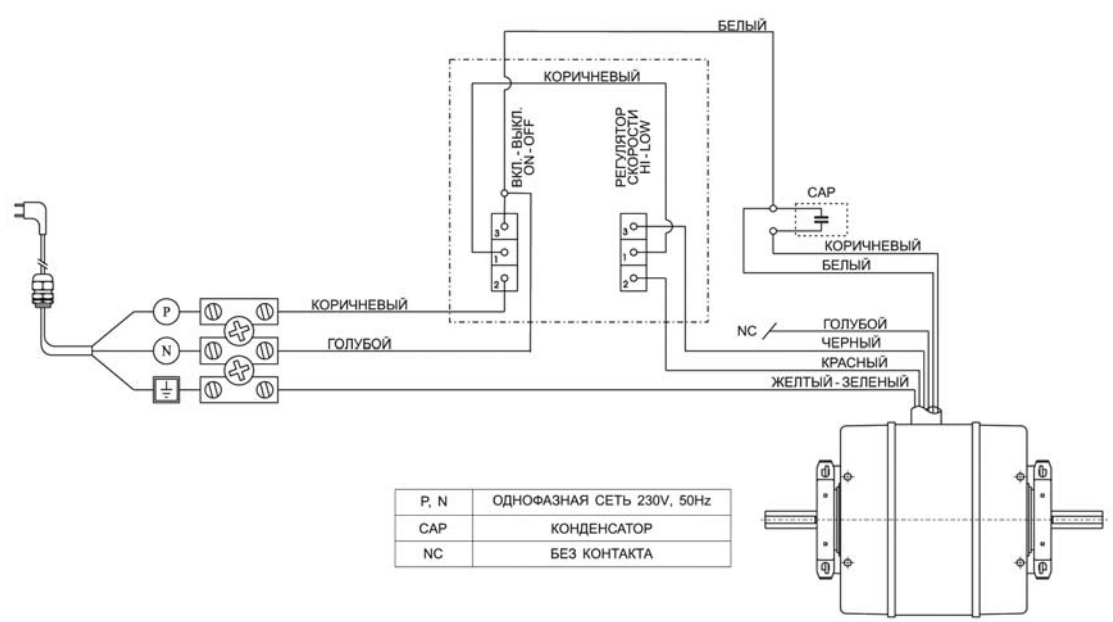 БЕЛЫЙ
КОРИЧНЕВЫЙ
ВКЛ. - ВЫКЛ.
ON - OFF
РЕГУЛЯТОР
СКОРОСТИ
HI - LOW
CAP
3
1
2
3
1
2
КОРИЧНЕВЫЙ
БЕЛЫЙ
P
КОРИЧНЕВЫЙ
N
ГОЛУБОЙ
NC
ГОЛУБОЙ
ЧЕРНЫЙ
КРАСНЫЙ
ЖЕЛТЫЙ - ЗЕЛЕНЫЙ
P, N ОДНОФАЗНАЯ СЕТЬ 230V, 50Hz
CAP КОНДЕНСАТОР
NC БЕЗ КОНТАКТА